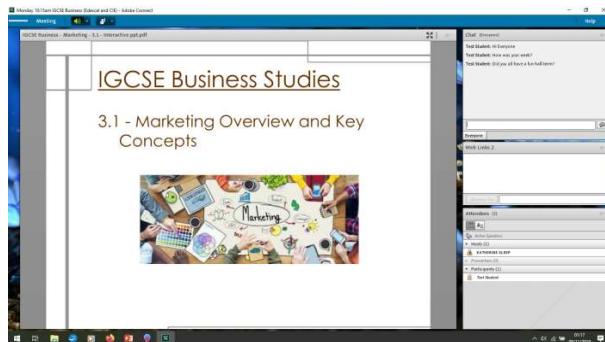 Monday 10:15am IGCSE Business (Edexcel and CIE) - Adobe Connect
Meeting
Help
IGCSE Business - Marketing - 3.1 - Interactive ppt.pdf
IGCSE Business Studies
3.1 - Marketing Overview and Key
Concepts
Marketing
Chat (Everyone)
Test Student: Hi Everyone
Test Student: How was your week?
Test Student: Did you all have a fun half term?
Everyone
Web Links 2
Attendees (2)
Active Speakers
Hosts (1)
KATHERINE SLEEP
Presenters (0)
Participants (1)
Test Student
01:17